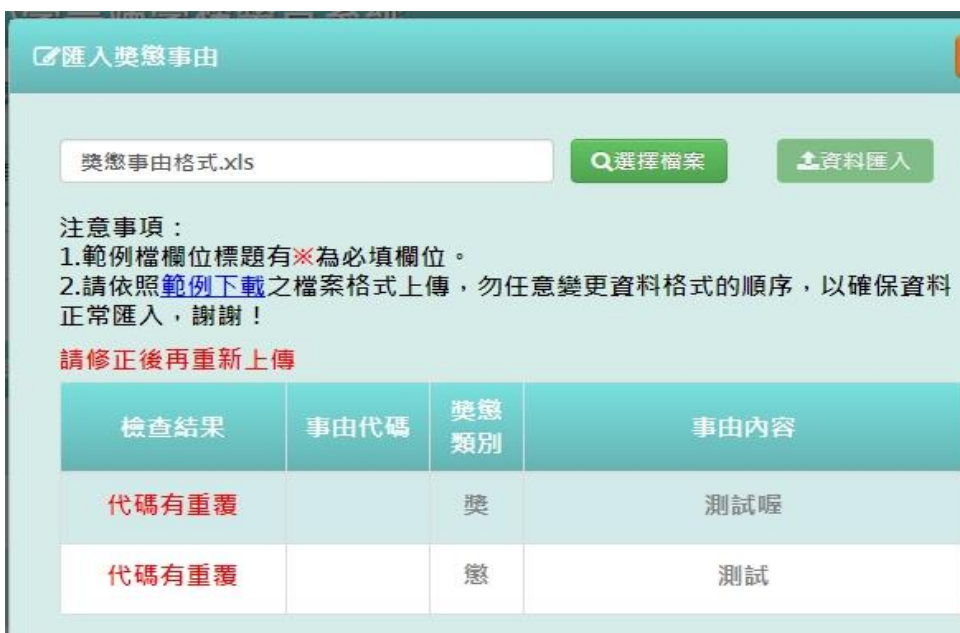 匯入獎懲事由
獎懲事由格式.xls
選擇檔案
資料匯入
注意事項：
1.範例檔欄位標題有※為必填欄位。
2.請依照範例下載之檔案格式上傳，勿任意變更資料格式的順序，以確保資料
正常匯入，謝謝！
請修正後再重新上傳
檢查結果 事由代碼 獎懲 事由內容
類別
代碼有重覆 獎 測試喔
代碼有重覆 懲 測試